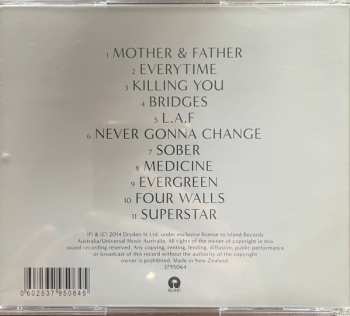 1 MOTHER & FATHER
2 EVERYTIME
3 KILLING YOU
4 BRIDGES
5 L.A.F
6 NEVER GONNA CHANGE
7 SOBER
8 MEDICINE
9 EVERGREEN
10 FOUR WALLS
11 SUPERSTAR
(P) & (C) 2014 Dryden St Ltd. under exclusive license to Island Records
Australia/Universal Music Australia. All rights of the owner of copyright in this
sound recording reserved. Any copying, renting, lending, diffusion, public performance
or broadcast of this record without the authority of the copyright
owner is prohibited. Made in New Zealand
3795084
0 602537 950845